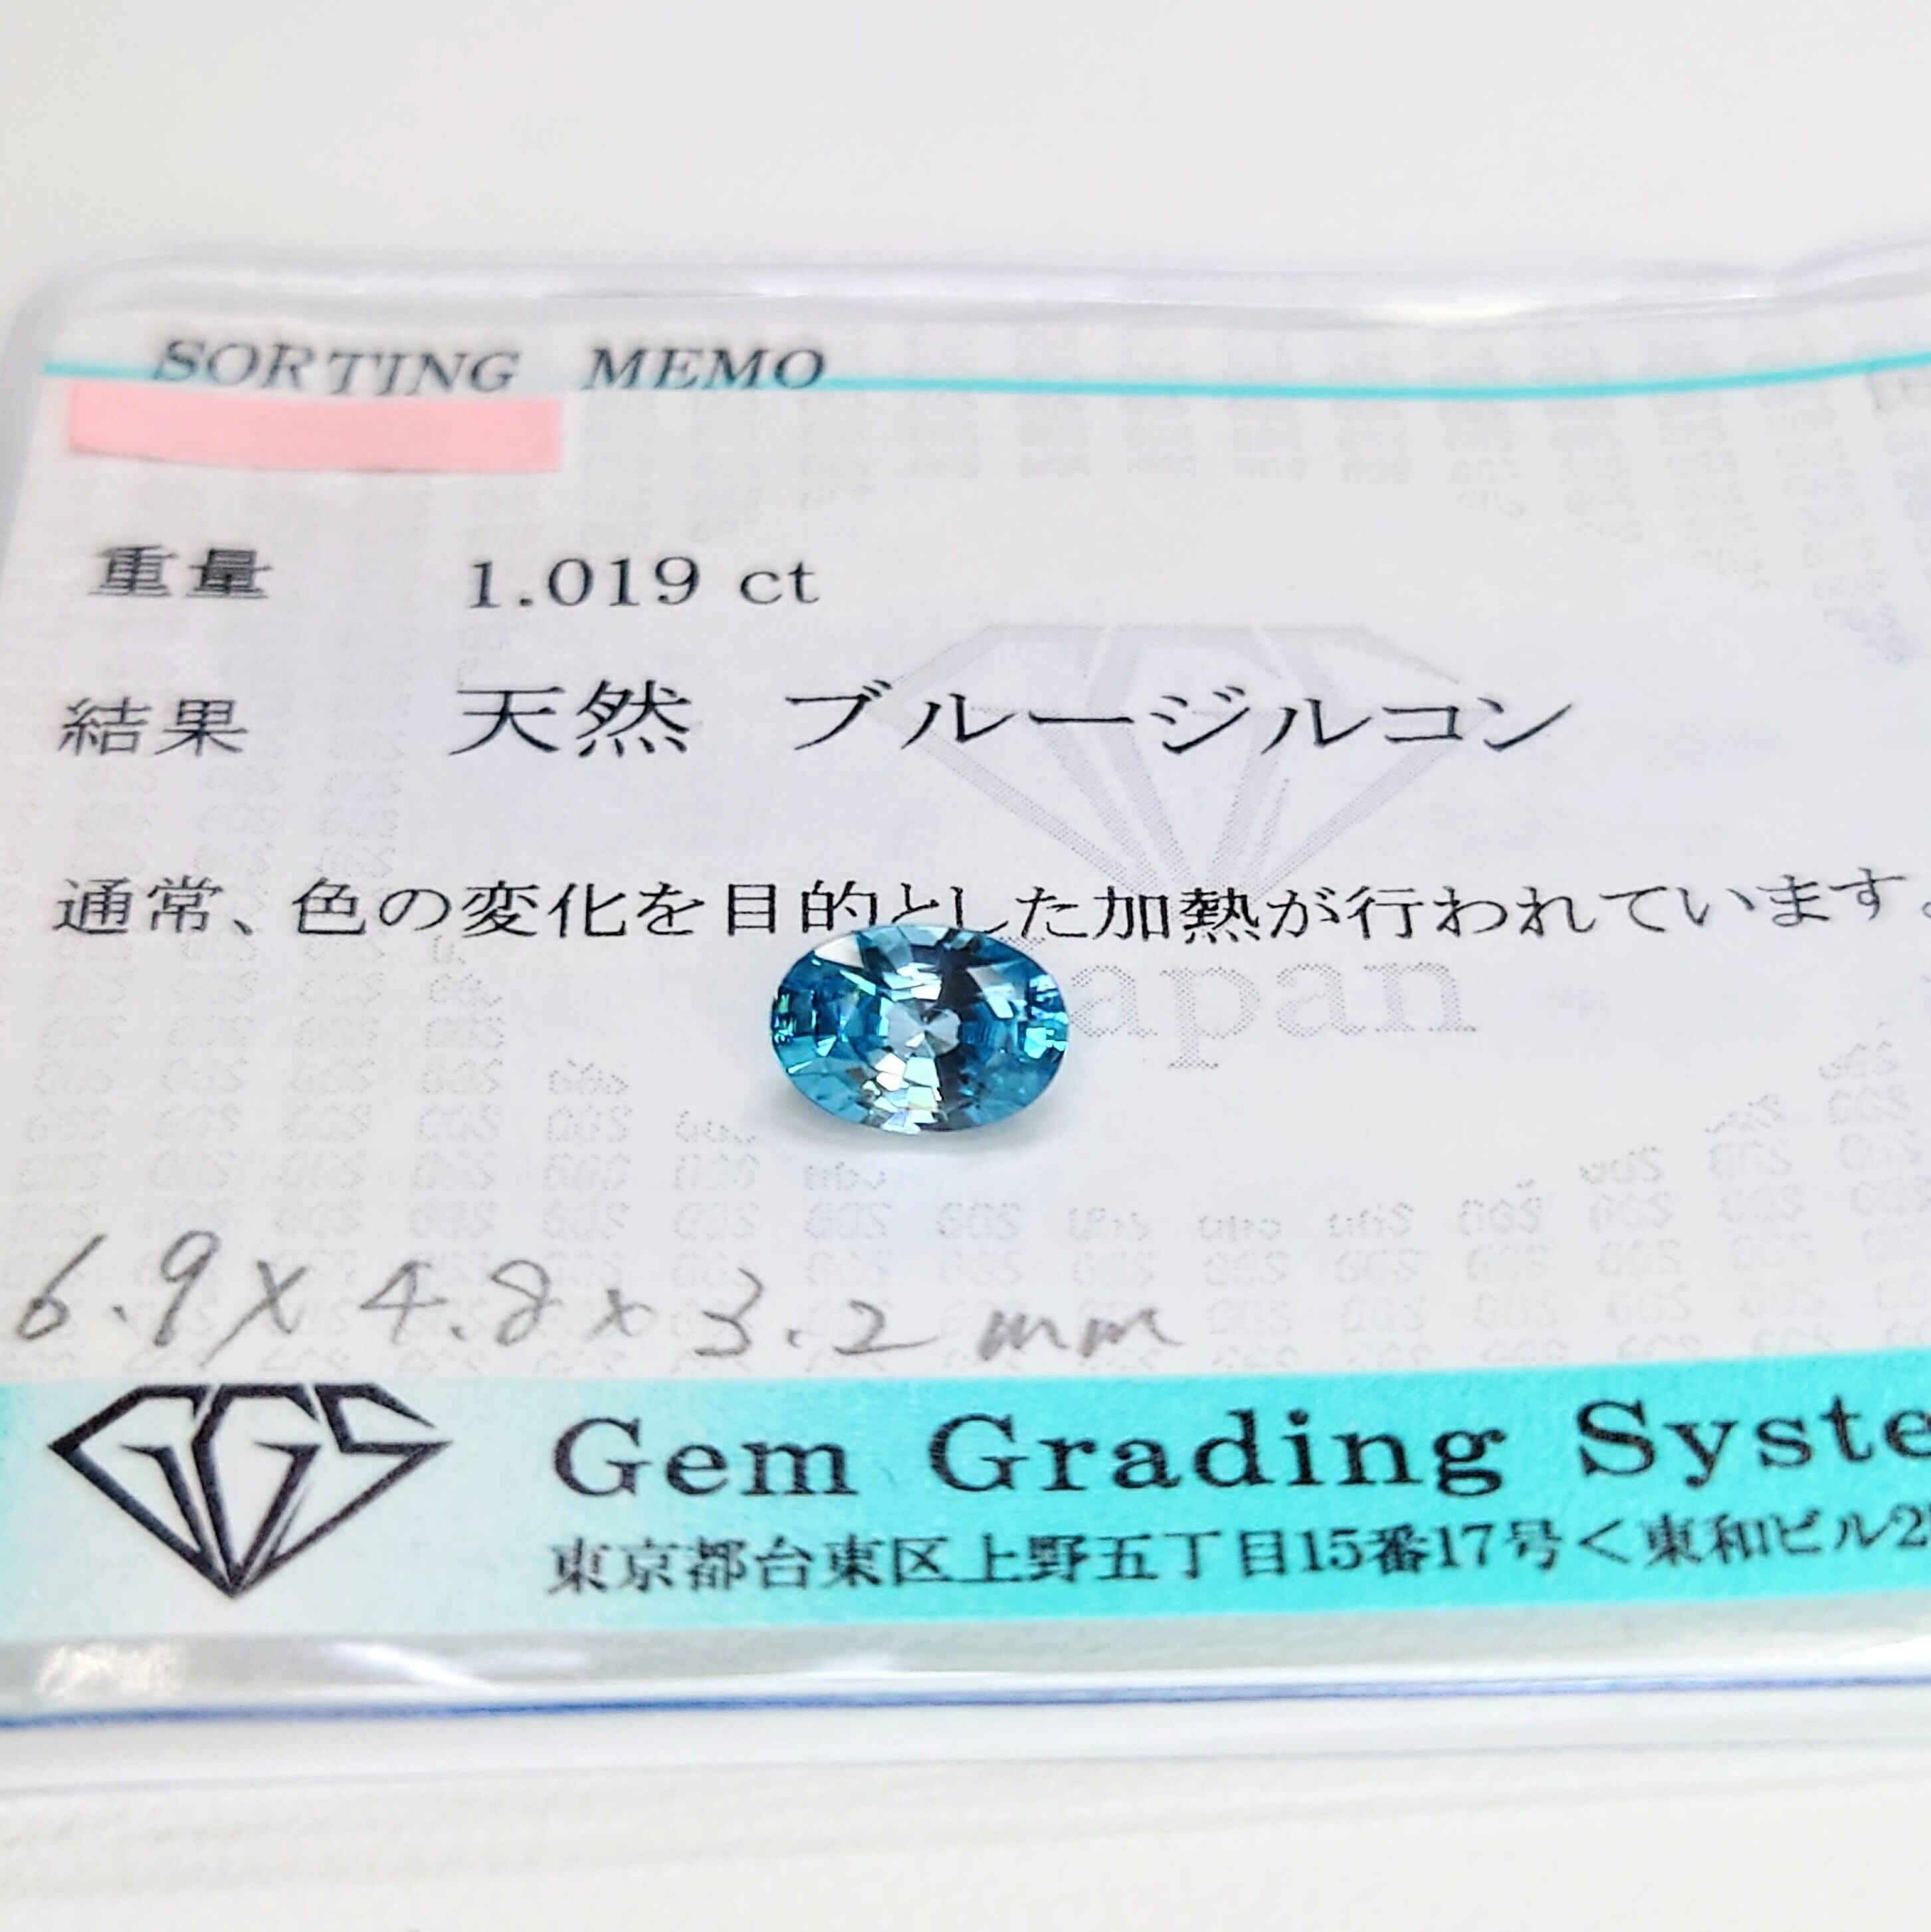 SORTING MEMO
重量 1.019 ct
結果 天然 ブルージルコン
通常、色の変化を目的とした加熱が行われています。
Japan
6.9 x 4.8 x 3.2 mm
GGS Gem Grading Syste
東京都台東区上野五丁目15番17号<東和ビル2